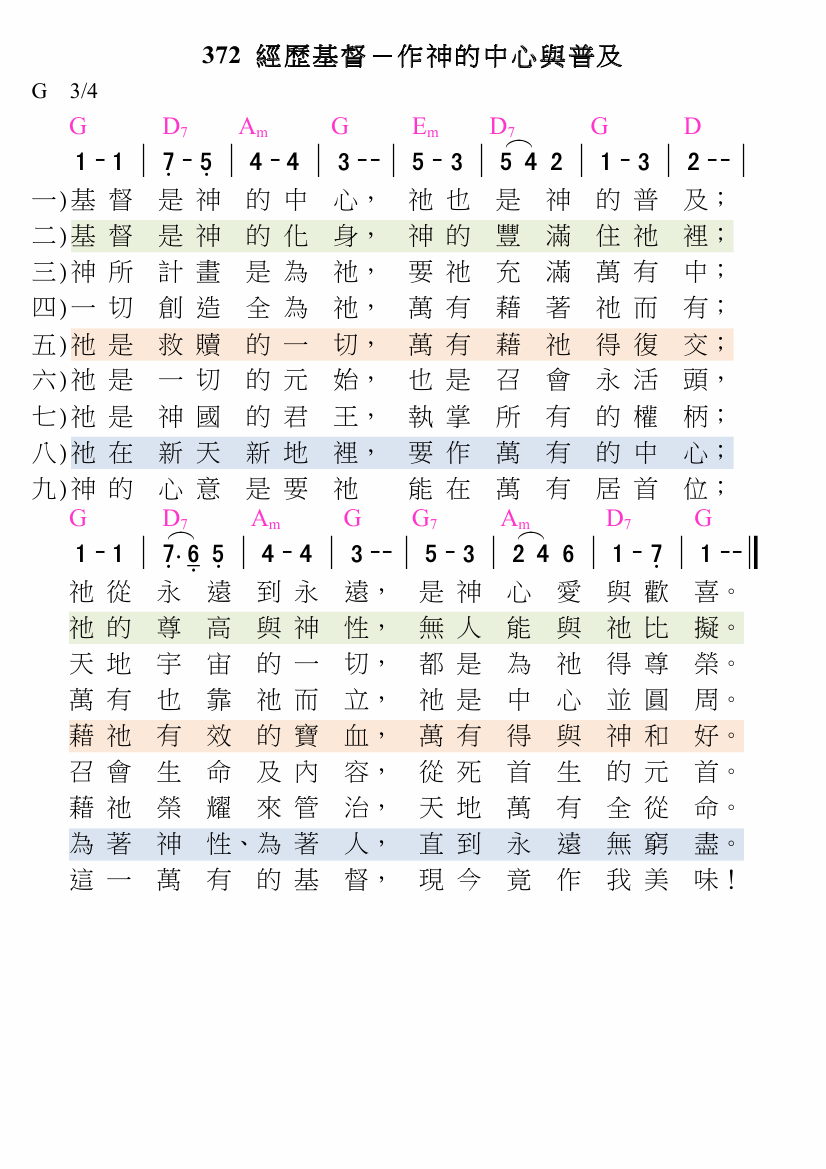 372 經歷基督－作神的中心與普及
G 3/4
G D7 Am G Em D7 G D
1 - 1 | 7̣ - 5̣ | 4 - 4 | 3 - - | 5 - 3 | 5 4 2 | 1 - 3 | 2 - - |
一)基督是神的中心，祂也是神的普及；
二)基督是神的化身，神的豐滿住祂裡；
三)神所計畫是為祂，要祂充滿萬有中；
四)一切創造全為祂，萬有藉著祂而有；
五)祂是救贖的一切，萬有藉祂得復交；
六)祂是一切的元始，也是召會永活頭，
七)祂是神國的君王，執掌所有的權柄；
八)祂在新天新地裡，要作萬有的中心；
九)神的心意是要祂 能在萬有居首位；
G D7 Am G G7 Am D7 G
1 - 1 | 7̣· 6̣ 5̣ | 4 - 4 | 3 - - | 5 - 3 | 2 4 6 | 1 - 7̣ | 1 - - ‖
祂從永遠到永遠，是神心愛與歡喜。
祂的尊高與神性，無人能與祂比擬。
天地宇宙的一切，都是為祂得尊榮。
萬有也靠祂而立，祂是中心並圓周。
藉祂有效的寶血，萬有得與神和好。
召會生命及內容，從死首生的元首。
藉祂榮耀來管治，天地萬有全從命。
為著神性、為著人，直到永遠無窮盡。
這一萬有的基督，現今竟作我美味！